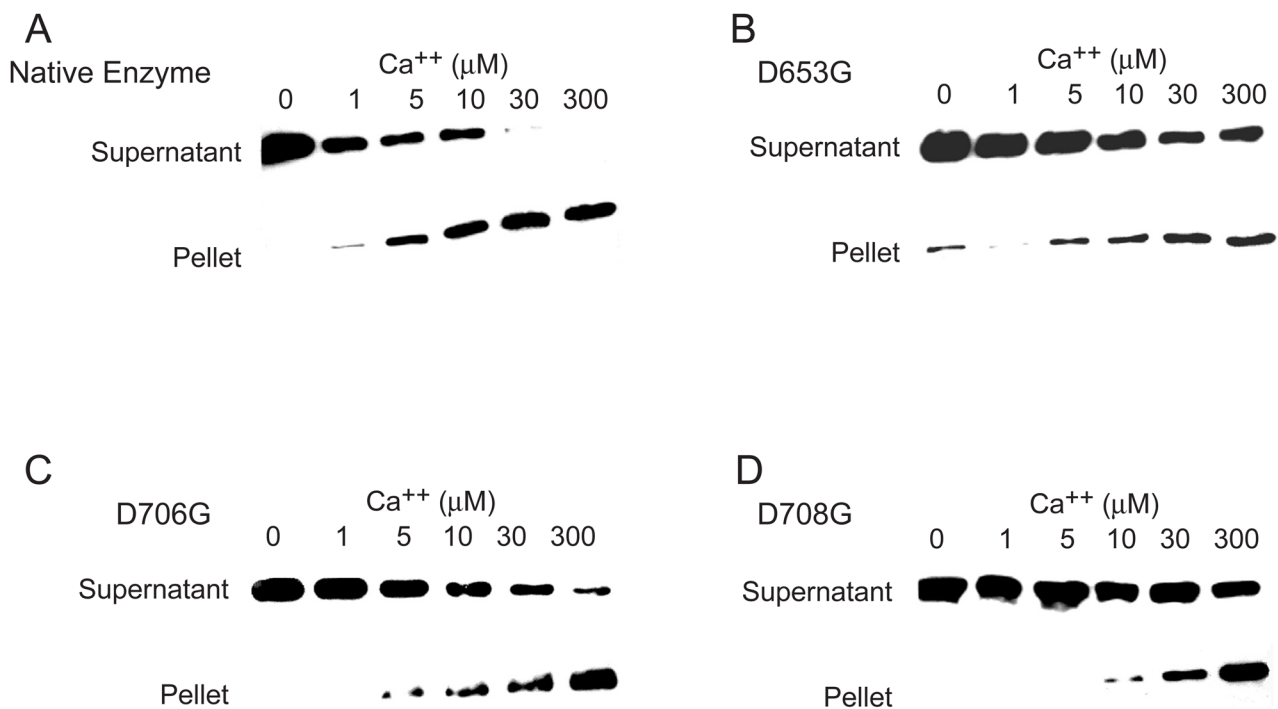 A
Native Enzyme
Ca++ (μM)
0 1 5 10 30 300
Supernatant
Pellet
B
D653G
Ca++ (μM)
0 1 5 10 30 300
Supernatant
Pellet
C
D706G
Ca++ (μM)
0 1 5 10 30 300
Supernatant
Pellet
D
D708G
Ca++ (μM)
0 1 5 10 30 300
Supernatant
Pellet